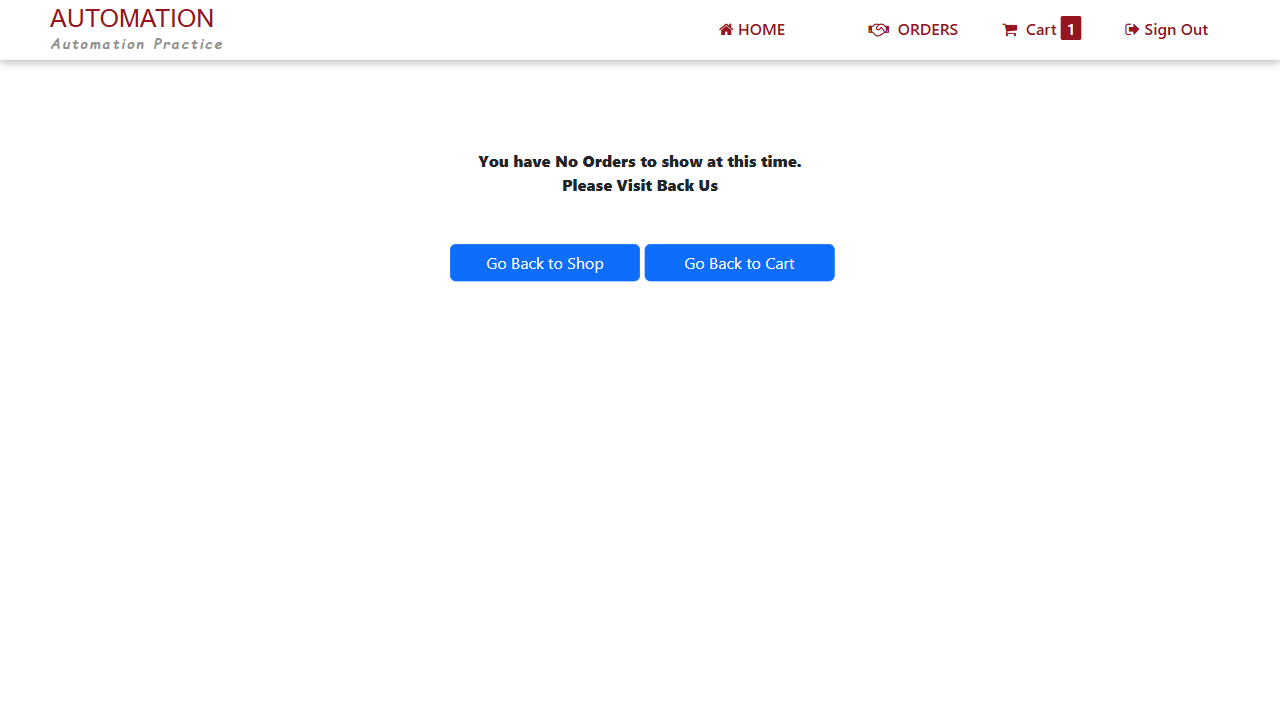 AUTOMATION
Automation Practice
HOME
ORDERS
Cart 1
Sign Out
You have No Orders to show at this time.
Please Visit Back Us
Go Back to Shop
Go Back to Cart